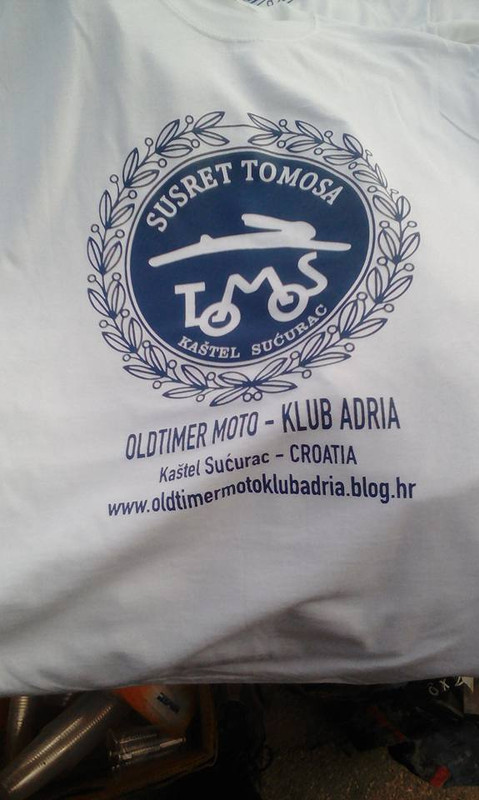 SUSRET TOMOSA
TOMOS
KAŠTEL SUĆURAC
OLDTIMER MOTO - KLUB ADRIA
Kaštel Sućurac - CROATIA
www.oldtimermotoklubadria.blog.hr